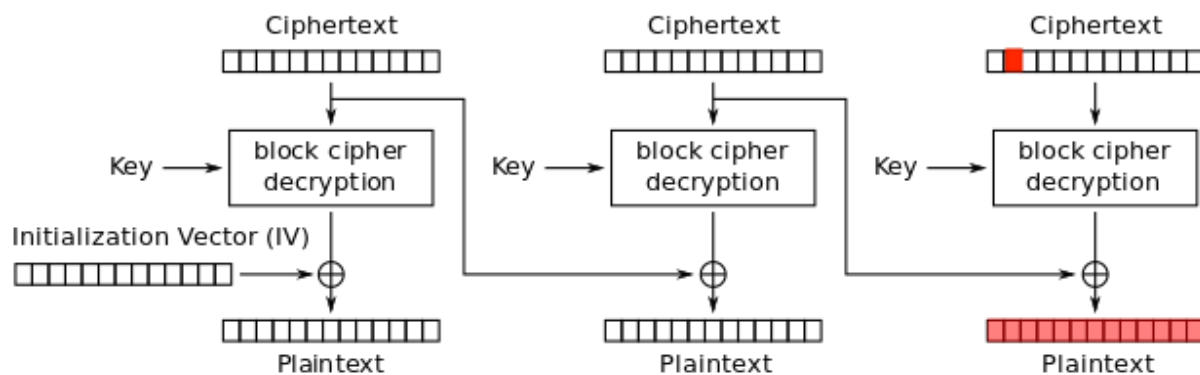 Ciphertext
Ciphertext
Ciphertext
Key
block cipher
decryption
Key
block cipher
decryption
Key
block cipher
decryption
Initialization Vector (IV)
Plaintext
Plaintext
Plaintext